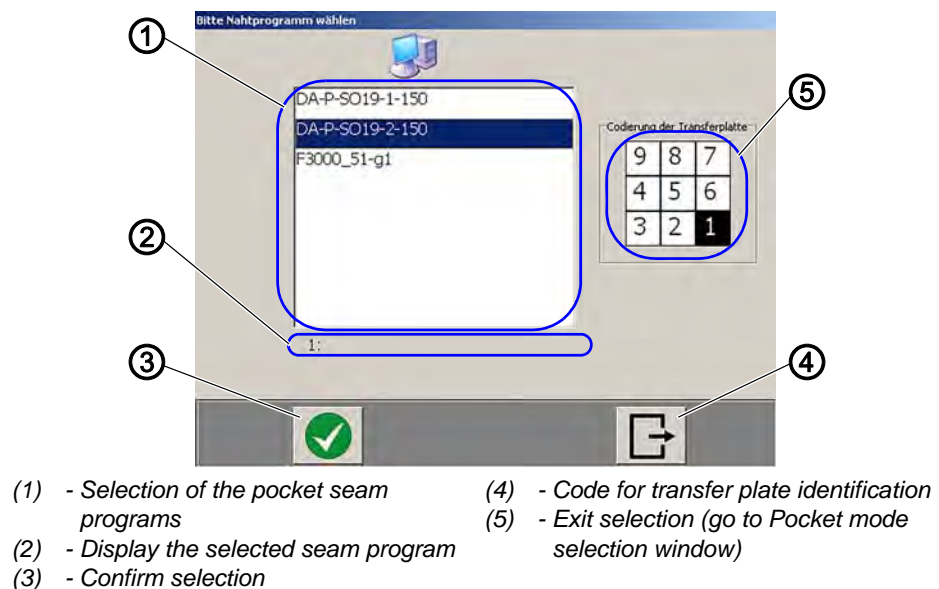 Bitte Nahtprogramm wählen
1
DA-P-SO19-1-150
5
DA-P-SO19-2-150
Codierung der Transferplatte
F3000_51-g1
9 8 7
4 5 6
3 2 1
2
1:
3
4
(1) - Selection of the pocket seam
programs
(2) - Display the selected seam program
(3) - Confirm selection
(4) - Code for transfer plate identification
(5) - Exit selection (go to Pocket mode
selection window)